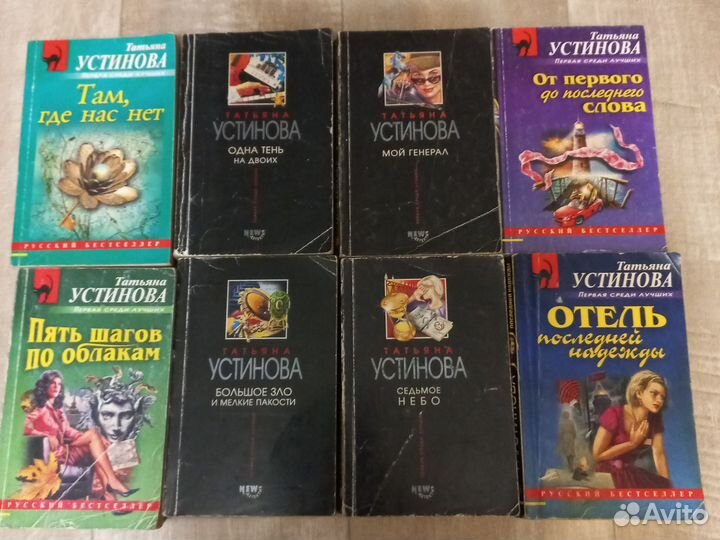 Татьяна
УСТИНОВА
ПЕРВАЯ СРЕДИ ЛУЧШИХ
Там,
где нас нет
РУССКИЙ БЕСТСЕЛЛЕР
ТАТЬЯНА
УСТИНОВА
ОДНА ТЕНЬ
НА ДВОИХ
NEWS
ТАТЬЯНА
УСТИНОВА
МОЙ ГЕНЕРАЛ
NEWS
Татьяна
УСТИНОВА
ПЕРВАЯ СРЕДИ ЛУЧШИХ
От первого
до последнего
слова
РУССКИЙ БЕСТСЕЛЛЕР
Татьяна
УСТИНОВА
ПЕРВАЯ СРЕДИ ЛУЧШИХ
Пять шагов
по облакам
РУССКИЙ БЕСТСЕЛЛЕР
ТАТЬЯНА
УСТИНОВА
БОЛЬШОЕ ЗЛО
И МЕЛКИЕ ПАКОСТИ
NEWS
ТАТЬЯНА
УСТИНОВА
СЕДЬМОЕ
НЕБО
NEWS
Татьяна
УСТИНОВА
ПЕРВАЯ СРЕДИ ЛУЧШИХ
ОТЕЛЬ
последней
надежды
РУССКИЙ БЕСТСЕЛЛЕР
Avito